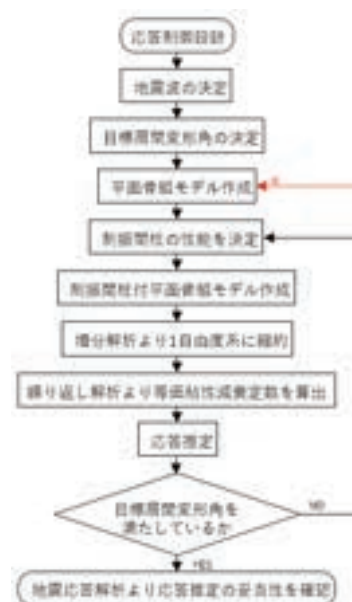 応答制御設計
地震波の決定
目標層間変形角の決定
平面骨組モデル作成
制振間柱の性能を決定
制振間柱付平面骨組モデル作成
増分解析より1自由度系に縮約
繰り返し解析より等価粘性減衰定数を算出
応答推定
目標層間変形角を
満たしているか
NO
YES
地震応答解析より応答推定の妥当性を確認